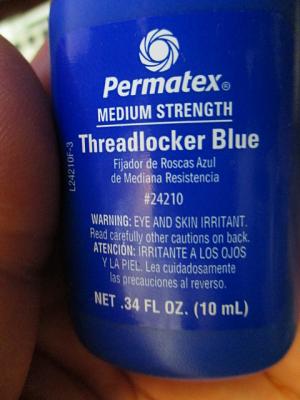 Permatex®
MEDIUM STRENGTH
Threadlocker Blue
Fijador de Roscas Azul
de Mediana Resistencia
#24210
WARNING: EYE AND SKIN IRRITANT.
Read carefully other cautions on back.
ATENCIÓN: IRRITANTE A LOS OJOS
Y LA PIEL. Lea cuidadosamente
las precauciones al reverso.
NET .34 FL OZ. (10 mL)
L24210F-3